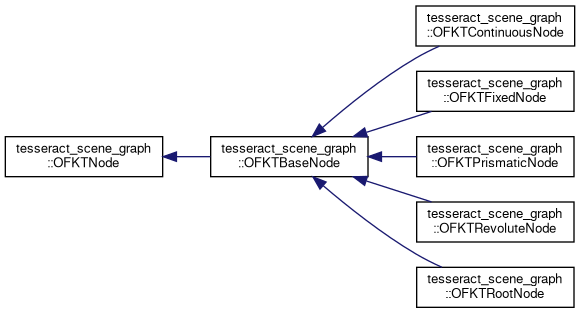 tesseract_scene_graph
::OFKTContinuousNode
tesseract_scene_graph
::OFKTFixedNode
tesseract_scene_graph
::OFKTNode
tesseract_scene_graph
::OFKTBaseNode
tesseract_scene_graph
::OFKTPrismaticNode
tesseract_scene_graph
::OFKTRevoluteNode
tesseract_scene_graph
::OFKTRootNode